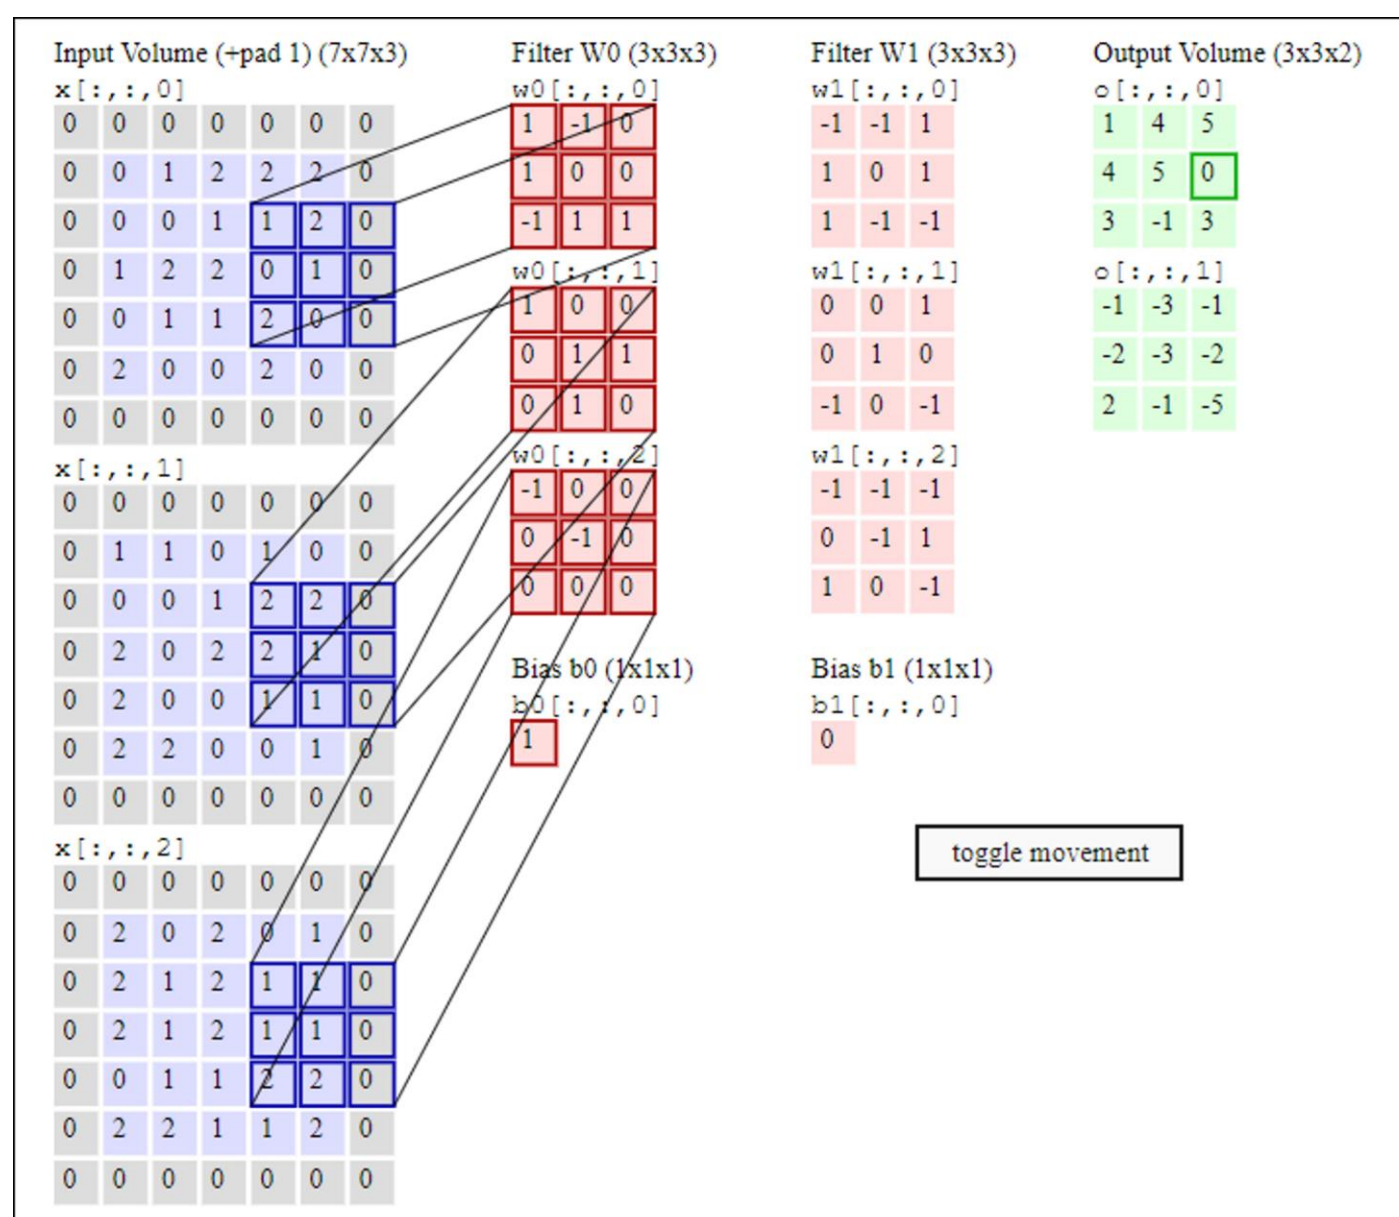 Input Volume (+pad 1) (7x7x3)
x[:,:,0]
0 0 0 0 0 0 0
0 0 1 2 2 2 0
0 0 0 1 1 2 0
0 1 2 2 0 1 0
0 0 1 1 2 0 0
0 2 0 0 2 0 0
0 0 0 0 0 0 0
x[:,:,1]
0 0 0 0 0 0 0
0 1 1 0 1 0 0
0 0 0 1 2 2 0
0 2 0 2 2 1 0
0 2 0 0 1 1 0
0 2 2 0 0 1 0
0 0 0 0 0 0 0
x[:,:,2]
0 0 0 0 0 0 0
0 2 0 2 0 1 0
0 2 1 2 1 1 0
0 2 1 2 1 1 0
0 0 1 1 2 2 0
0 2 2 1 1 2 0
0 0 0 0 0 0 0
Filter W0 (3x3x3)
w0[:,:,0]
1 -1 0
1 0 0
-1 1 1
w0[:,:,1]
1 0 0
0 1 1
0 1 0
w0[:,:,2]
-1 0 0
0 -1 0
0 0 0
Bias b0 (1x1x1)
b0[:,:,0]
1
Filter W1 (3x3x3)
w1[:,:,0]
-1 -1 1
1 0 1
1 -1 -1
w1[:,:,1]
0 0 1
0 1 0
-1 0 -1
w1[:,:,2]
-1 -1 -1
0 -1 1
1 0 -1
Bias b1 (1x1x1)
b1[:,:,0]
0
Output Volume (3x3x2)
o[:,:,0]
1 4 5
4 5 0
3 -1 3
o[:,:,1]
-1 -3 -1
-2 -3 -2
2 -1 -5
toggle movement